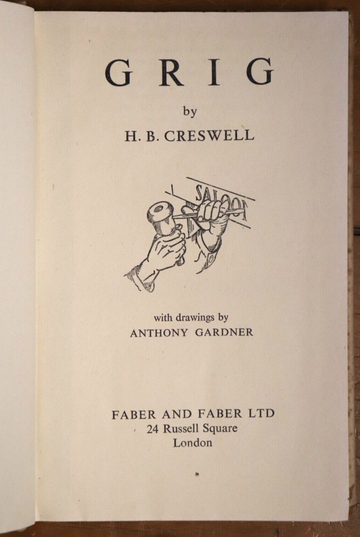 GRIG
by
H. B. CRESWELL
SALOON
with drawings by
ANTHONY GARDNER
FABER AND FABER LTD
24 Russell Square
London